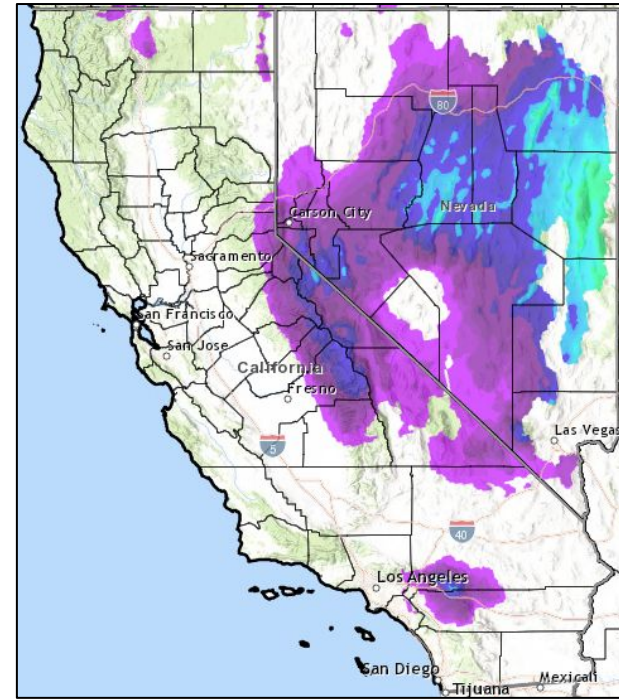 80
Carson City
Nevada
Sacramento
San Francisco
San Jose
California
Fresno
5
Las Vegas
40
Los Angeles
San Diego
Tijuana
Mexicali